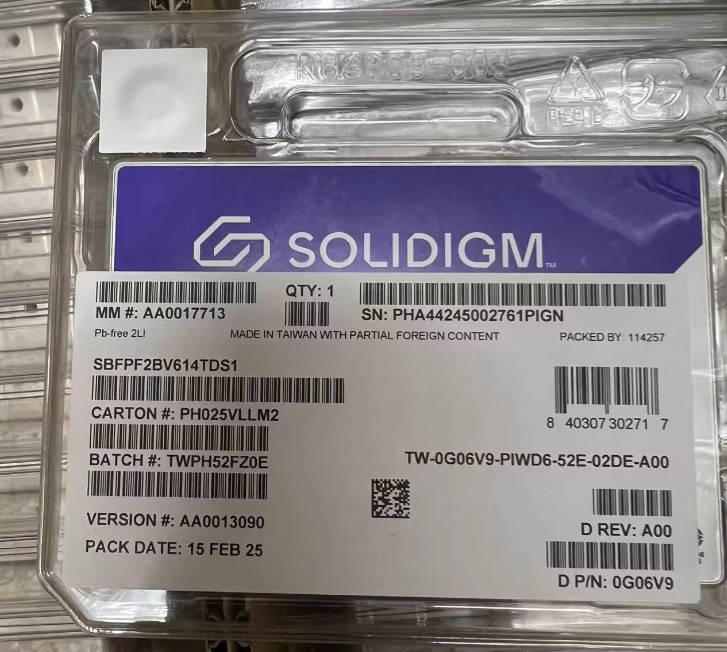 SOLIDIGM™
MM #: AA0017713
QTY: 1
SN: PHA44245002761PIGN
Pb-free 2LI
MADE IN TAIWAN WITH PARTIAL FOREIGN CONTENT
PACKED BY: 114257
SBFPF2BV614TDS1
CARTON #: PH025VLLM2
8 40307 30271 7
BATCH #: TWPH52FZ0E
TW-0G06V9-PIWD6-52E-02DE-A00
VERSION #: AA0013090
D REV: A00
PACK DATE: 15 FEB 25
D P/N: 0G06V9